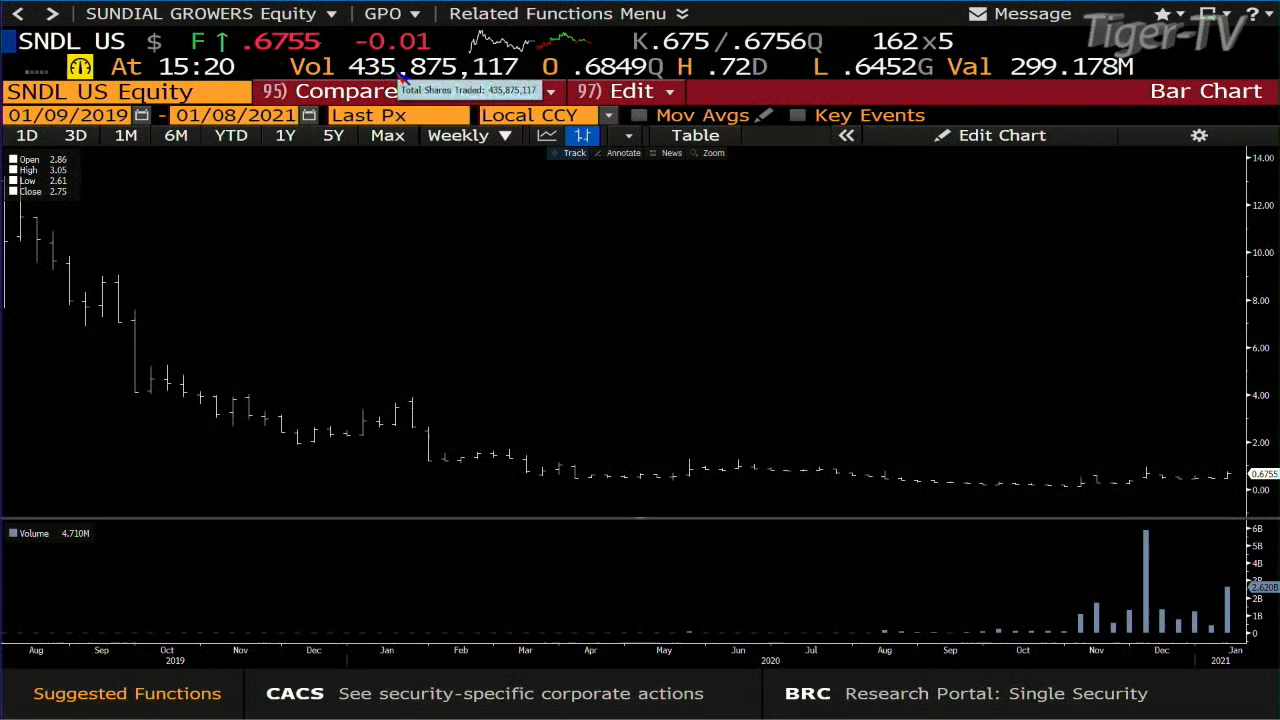 SUNDIAL GROWERS Equity GPO Related Functions Menu Message ?
Tiger-TV
SNDL US $ F ↑ .6755 -0.01 K.675/.6756Q 162x5
At 15:20 Vol 435,875,117 O .6849Q H .72D L .6452G Val 299.178M
SNDL US Equity 95) Compare 97) Edit Bar Chart
Total Shares Traded: 435,875,117
01/09/2019 - 01/08/2021 Last Px Local CCY Mov Avgs Key Events
1D 3D 1M 6M YTD 1Y 5Y Max Weekly ▼ Table « Edit Chart
Track Annotate News Zoom
Open 2.86
High 3.05
Low 2.61
Close 2.75
14.00
12.00
10.00
8.00
6.00
4.00
2.00
0.6755
0.00
Volume 4.710M
6B
5B
4B
3B
2.620B
2B
1B
0
Aug Sep Oct Nov Dec Jan Feb Mar Apr May Jun Jul Aug Sep Oct Nov Dec Jan
2019 2020 2021
Suggested Functions CACS See security-specific corporate actions BRC Research Portal: Single Security